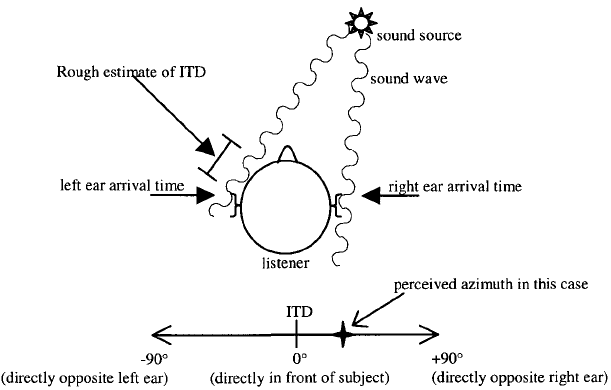 sound source
sound wave
Rough estimate of ITD
left ear arrival time
right ear arrival time
listener
perceived azimuth in this case
ITD
-90° 0° +90°
(directly opposite left ear) (directly in front of subject) (directly opposite right ear)